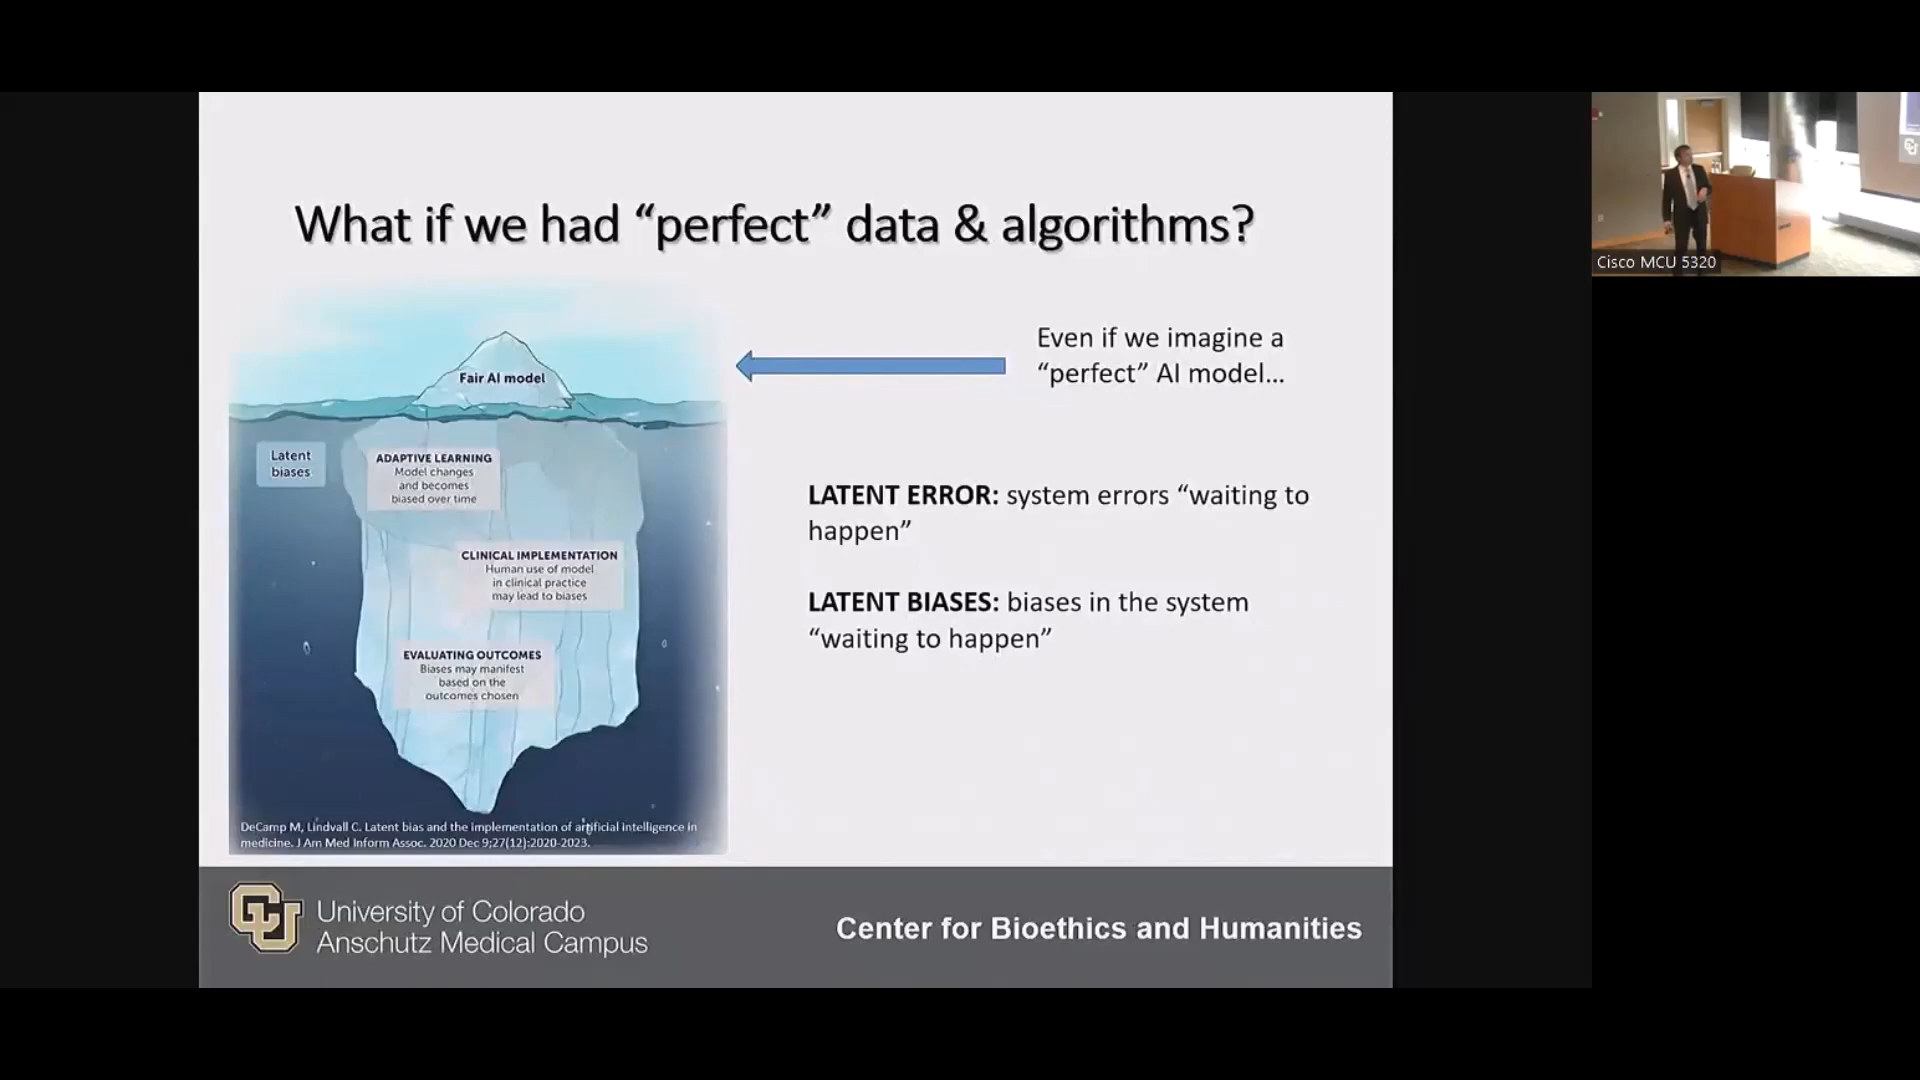 What if we had “perfect” data & algorithms?
Fair AI model
Latent
biases
ADAPTIVE LEARNING
Model changes
and becomes
biased over time
CLINICAL IMPLEMENTATION
Human use of model
in clinical practice
may lead to biases
EVALUATING OUTCOMES
Biases may manifest
based on the
outcomes chosen
DeCamp M, Lindvall C. Latent bias and the implementation of artificial intelligence in
medicine. J Am Med Inform Assoc. 2020 Dec 9;27(12):2020-2023.
Even if we imagine a
“perfect” AI model...
LATENT ERROR: system errors “waiting to
happen”
LATENT BIASES: biases in the system
“waiting to happen”
CU
University of Colorado
Anschutz Medical Campus
Center for Bioethics and Humanities
Cisco MCU 5320
CU